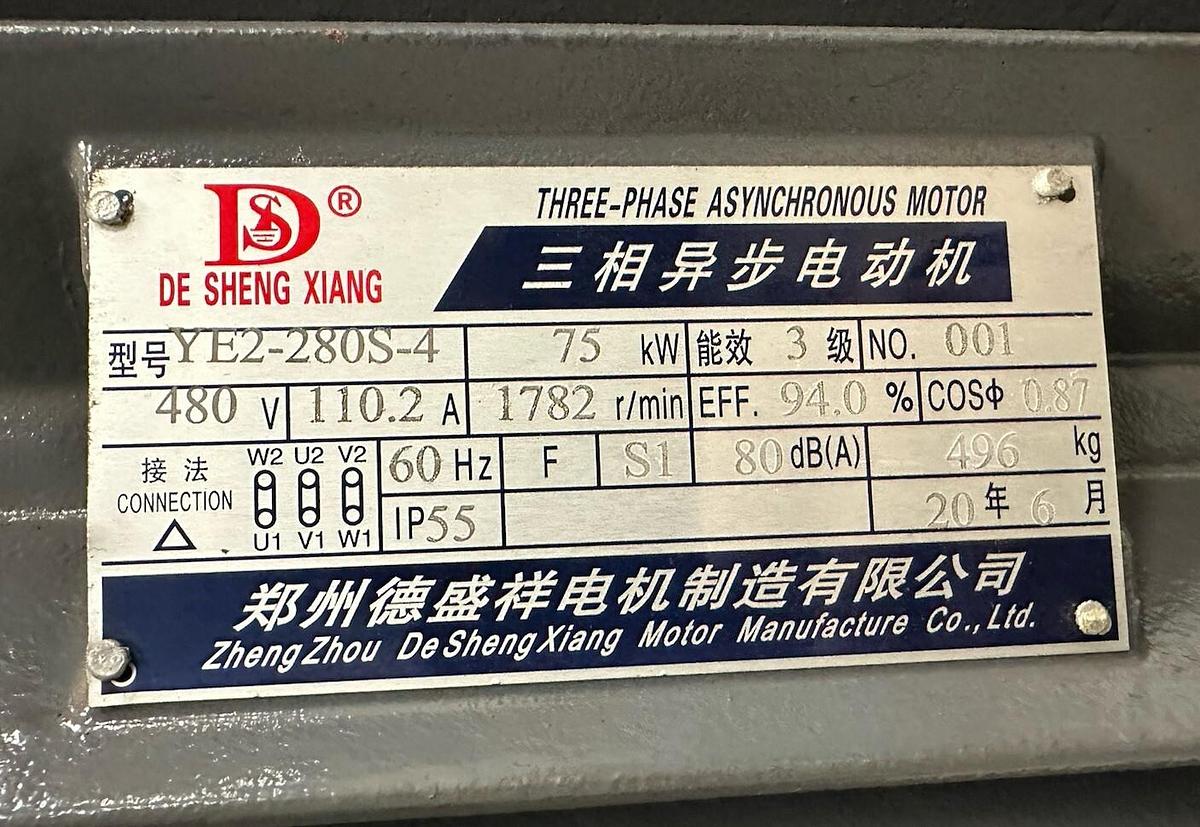 DS®
DE SHENG XIANG
THREE-PHASE ASYNCHRONOUS MOTOR
三相异步电动机
型号 YE2-280S-4 75 kW 能效 3 级 NO. 001
480 V 110.2 A 1782 r/min EFF. 94.0 % COSΦ 0.87
接法 W2 U2 V2 60 Hz F S1 80 dB(A) 496 kg
CONNECTION △ U1 V1 W1 IP55 20 年 6 月
郑州德盛祥电机制造有限公司
ZhengZhou DeShengXiang Motor Manufacture Co.,Ltd.